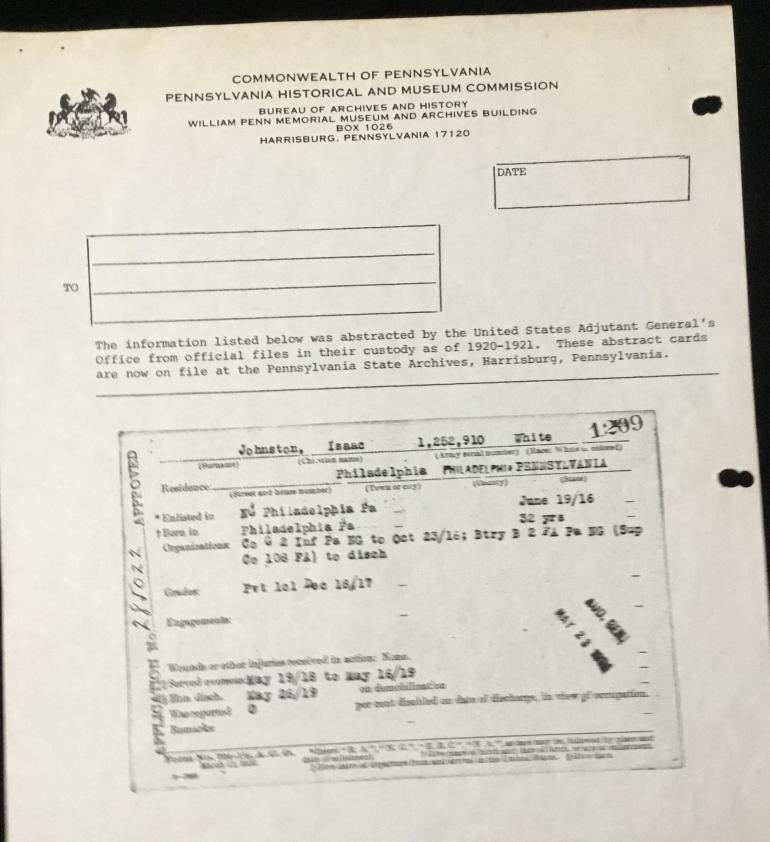 COMMONWEALTH OF PENNSYLVANIA
PENNSYLVANIA HISTORICAL AND MUSEUM COMMISSION
BUREAU OF ARCHIVES AND HISTORY
WILLIAM PENN MEMORIAL MUSEUM AND ARCHIVES BUILDING
BOX 1026
HARRISBURG, PENNSYLVANIA 17120
DATE
TO
The information listed below was abstracted by the United States Adjutant General's
Office from official files in their custody as of 1920-1921. These abstract cards
are now on file at the Pennsylvania State Archives, Harrisburg, Pennsylvania.
1209
Johnston, Isaac 1,252,910 White
(Surname) (Christian name) (Army serial number) (Race: White or colored)
Residence: Philadelphia PHILADELPHIA PENNSYLVANIA
(Street and house number) (Town or city) (County) (State)
*Enlisted in NG Philadelphia Pa June 19/16
†Born in Philadelphia Pa 32 yrs
Organizations: Co G 2 Inf Pa NG to Oct 23/16; Btry B 2 FA Pa NG (Sup
Co 108 FA) to disch
Grades: Pvt 1cl Dec 16/17
Engagements:
Wounds or other injuries received in action: None.
Served overseas May 19/18 to May 16/19
Hon. disch. May 26/19 on demobilization
Was reported 0 per cent disabled on date of discharge, in view of occupation.
Remarks:
APPLICATION No. APPROVED
MAY 23